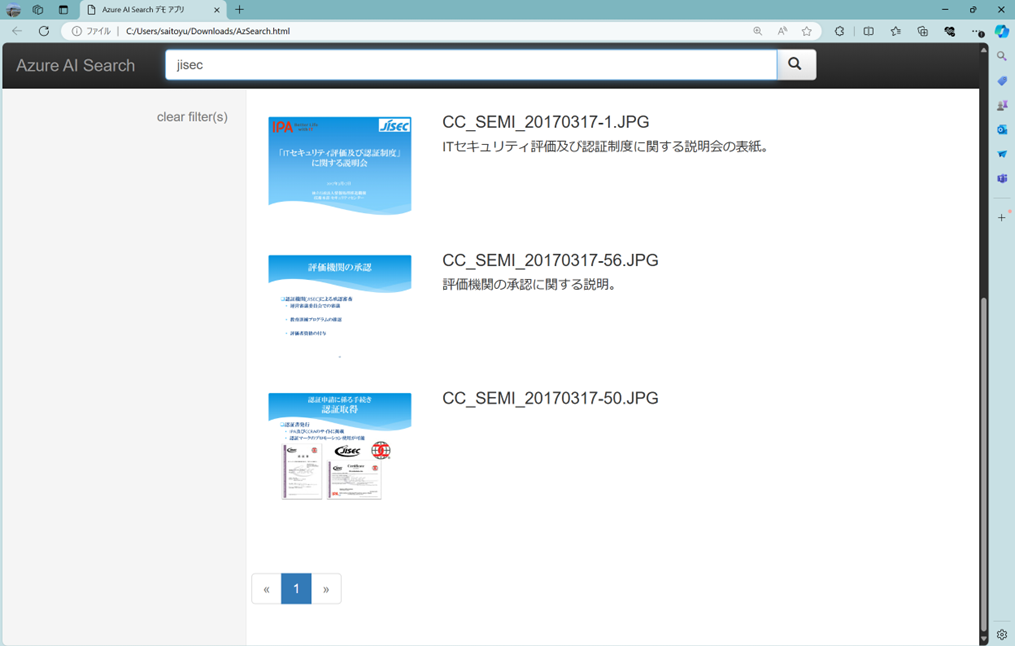 Azure AI Search デモ アプリ
ファイル C:/Users/saitoyu/Downloads/AzSearch.html
Azure AI Search
jisec
clear filter(s)
IPA
JISEC
「ITセキュリティ評価及び認証制度」
に関する説明会
CC_SEMI_20170317-1.JPG
ITセキュリティ評価及び認証制度に関する説明会の表紙。
評価機関の承認
CC_SEMI_20170317-56.JPG
評価機関の承認に関する説明。
認証申請に係る手続き
認証取得
JISEC
CC_SEMI_20170317-50.JPG
« 1 »